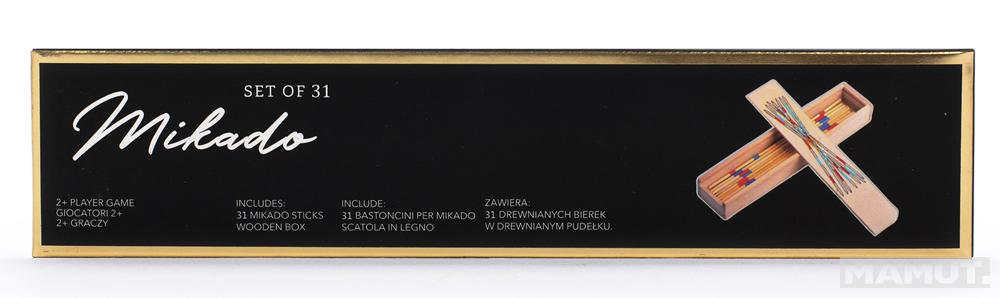 SET OF 31
Mikado
2+ PLAYER GAME
GIOCATORI 2+
2+ GRACZY
INCLUDES:
31 MIKADO STICKS
WOODEN BOX
INCLUDE:
31 BASTONCINI PER MIKADO
SCATOLA IN LEGNO
ZAWIERA:
31 DREWNIANYCH BIEREK
W DREWNIANYM PUDEŁKU.
MAMUT.